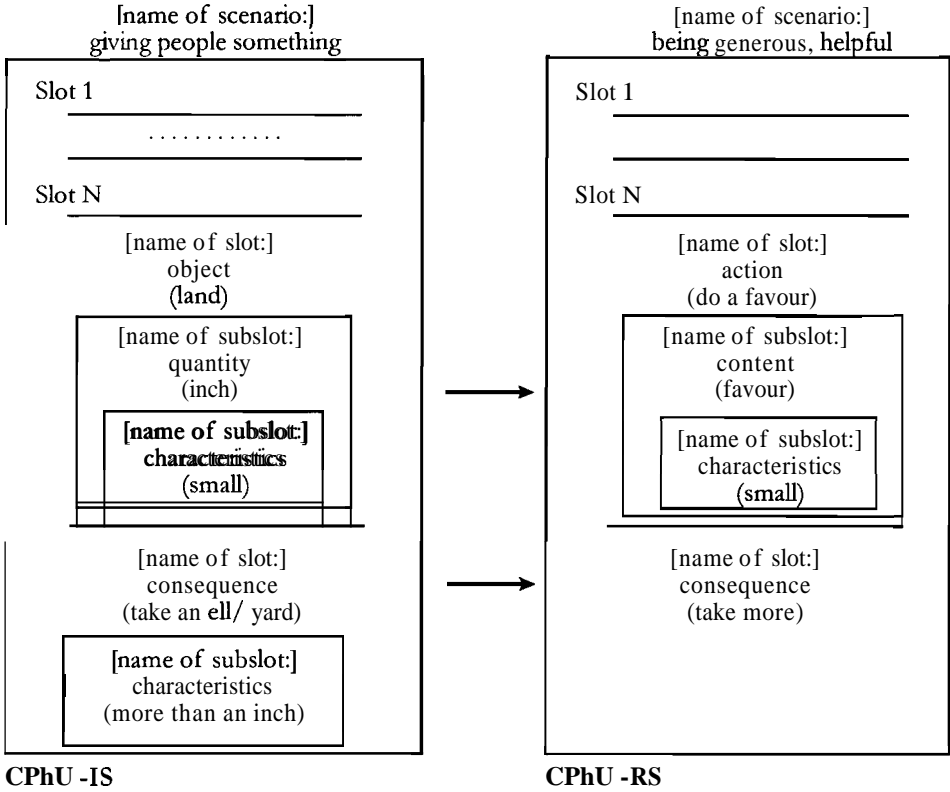 [name of scenario:]
giving people something
Slot 1
. . . . . . . . . . . .
Slot N
[name of slot:]
object
(land)
[name of subslot:]
quantity
(inch)
[name of subslot:]
characteristics
(small)
[name of slot:]
consequence
(take an ell/ yard)
[name of subslot:]
characteristics
(more than an inch)
CPhU -IS
[name of scenario:]
being generous, helpful
Slot 1
Slot N
[name of slot:]
action
(do a favour)
[name of subslot:]
content
(favour)
[name of subslot:]
characteristics
(small)
[name of slot:]
consequence
(take more)
CPhU -RS